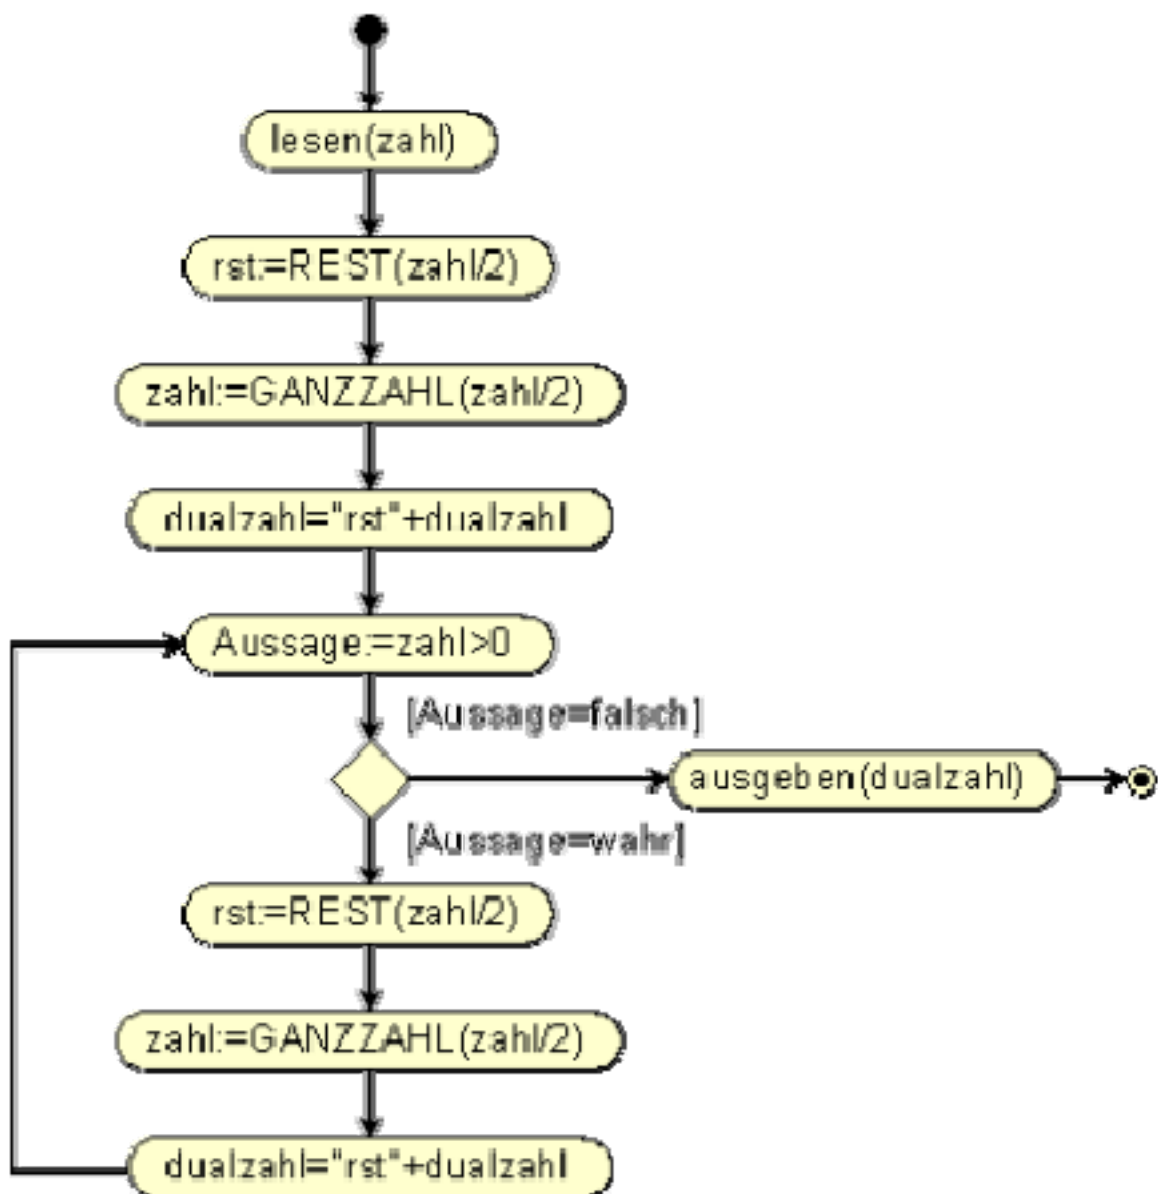 lesen(zahl)
rst:=REST(zahl/2)
zahl:=GANZZAHL(zahl/2)
dualzahl="rst"+dualzahl
Aussage:=zahl>0
[Aussage=falsch]
ausgeben(dualzahl)
[Aussage=wahr]
rst:=REST(zahl/2)
zahl:=GANZZAHL(zahl/2)
dualzahl="rst"+dualzahl